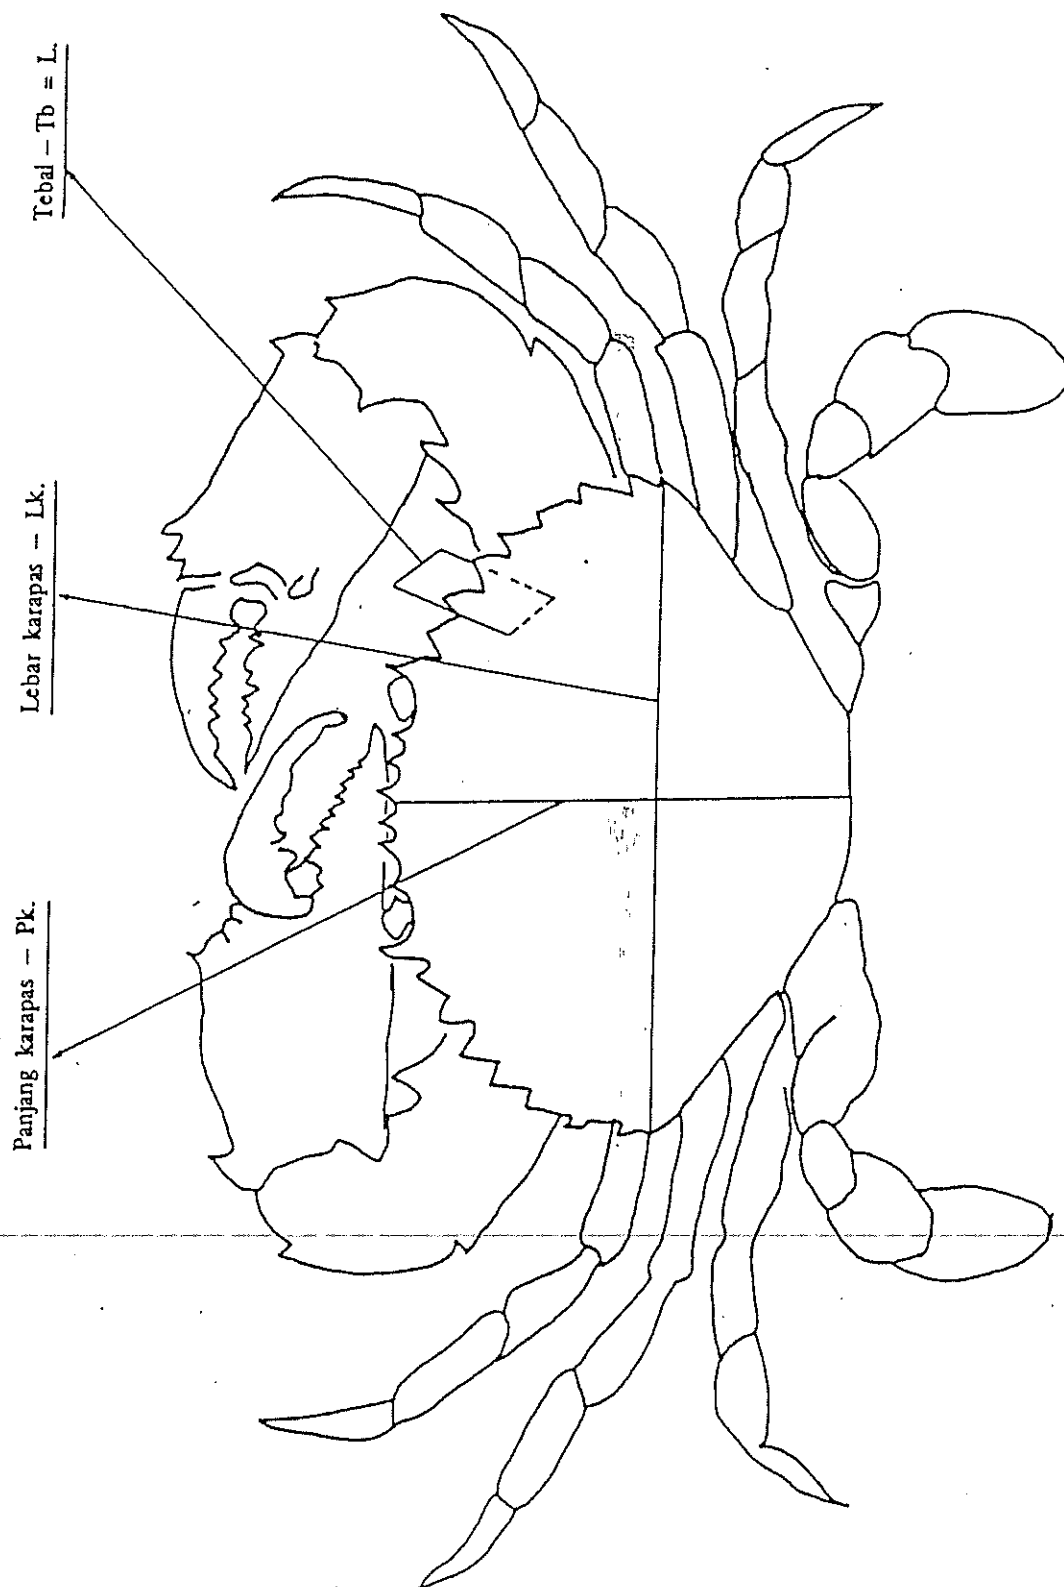 Panjang karapas – Pk.
Lebar karapas – Lk.
Tebal – Tb = L.